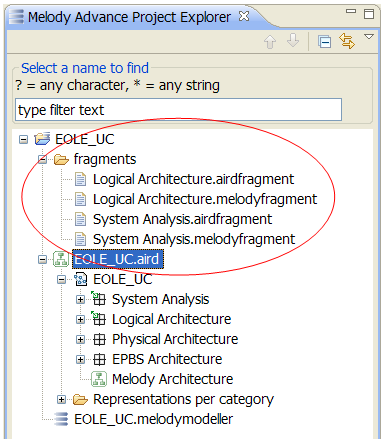 Melody Advance Project Explorer
Select a name to find
? = any character, * = any string
type filter text
EOLE_UC
fragments
Logical Architecture.airdfragment
Logical Architecture.melodyfragment
System Analysis.airdfragment
System Analysis.melodyfragment
EOLE_UC.aird
EOLE_UC
System Analysis
Logical Architecture
Physical Architecture
EPBS Architecture
Melody Architecture
Representations per category
EOLE_UC.melodymodeller